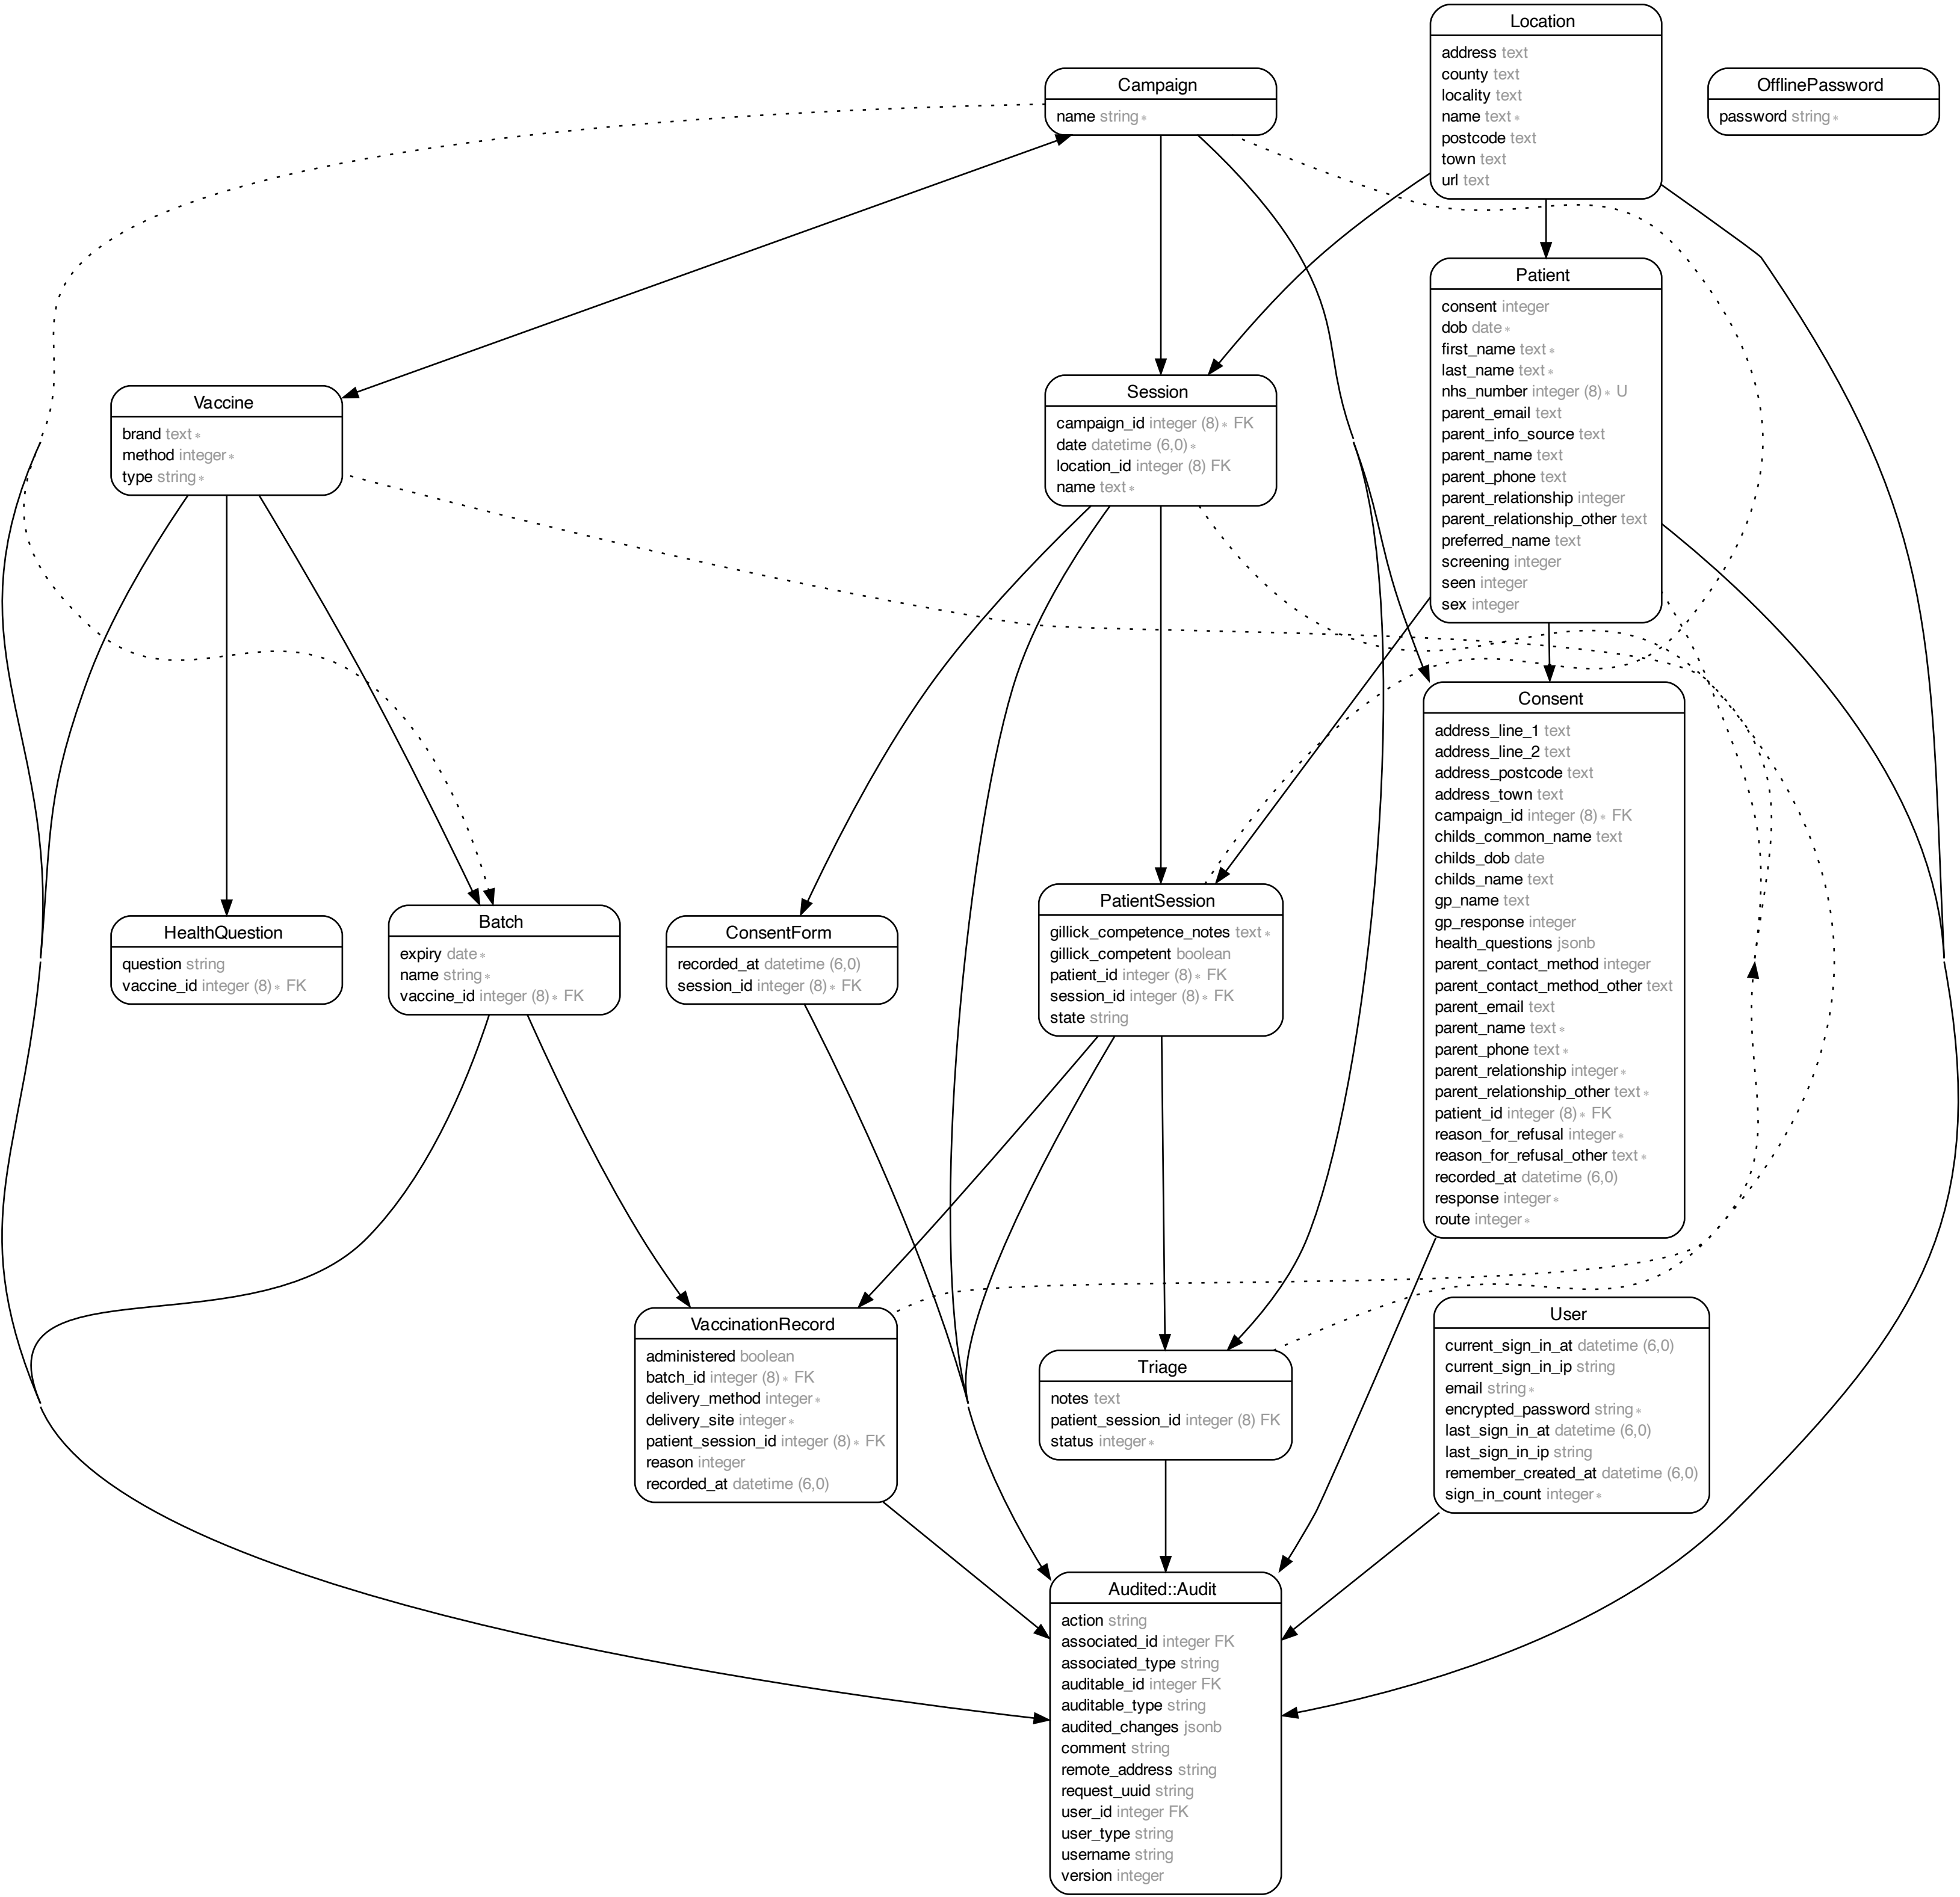 Location
address text
county text
locality text
name text ∗
postcode text
town text
url text
Campaign
name string ∗
OfflinePassword
password string ∗
Patient
consent integer
dob date ∗
first_name text ∗
last_name text ∗
nhs_number integer (8) ∗ U
parent_email text
parent_info_source text
parent_name text
parent_phone text
parent_relationship integer
parent_relationship_other text
preferred_name text
screening integer
seen integer
sex integer
Vaccine
brand text ∗
method integer ∗
type string ∗
Session
campaign_id integer (8) ∗ FK
date datetime (6,0) ∗
location_id integer (8) FK
name text ∗
Consent
address_line_1 text
address_line_2 text
address_postcode text
address_town text
campaign_id integer (8) ∗ FK
childs_common_name text
childs_dob date
childs_name text
gp_name text
gp_response integer
health_questions jsonb
parent_contact_method integer
parent_contact_method_other text
parent_email text
parent_name text ∗
parent_phone text ∗
parent_relationship integer ∗
parent_relationship_other text ∗
patient_id integer (8) ∗ FK
reason_for_refusal integer ∗
reason_for_refusal_other text ∗
recorded_at datetime (6,0)
response integer ∗
route integer ∗
HealthQuestion
question string
vaccine_id integer (8) ∗ FK
Batch
expiry date ∗
name string ∗
vaccine_id integer (8) ∗ FK
ConsentForm
recorded_at datetime (6,0)
session_id integer (8) ∗ FK
PatientSession
gillick_competence_notes text ∗
gillick_competent boolean
patient_id integer (8) ∗ FK
session_id integer (8) ∗ FK
state string
VaccinationRecord
administered boolean
batch_id integer (8) ∗ FK
delivery_method integer ∗
delivery_site integer ∗
patient_session_id integer (8) ∗ FK
reason integer
recorded_at datetime (6,0)
Triage
notes text
patient_session_id integer (8) FK
status integer ∗
User
current_sign_in_at datetime (6,0)
current_sign_in_ip string
email string ∗
encrypted_password string ∗
last_sign_in_at datetime (6,0)
last_sign_in_ip string
remember_created_at datetime (6,0)
sign_in_count integer ∗
Audited::Audit
action string
associated_id integer FK
associated_type string
auditable_id integer FK
auditable_type string
audited_changes jsonb
comment string
remote_address string
request_uuid string
user_id integer FK
user_type string
username string
version integer